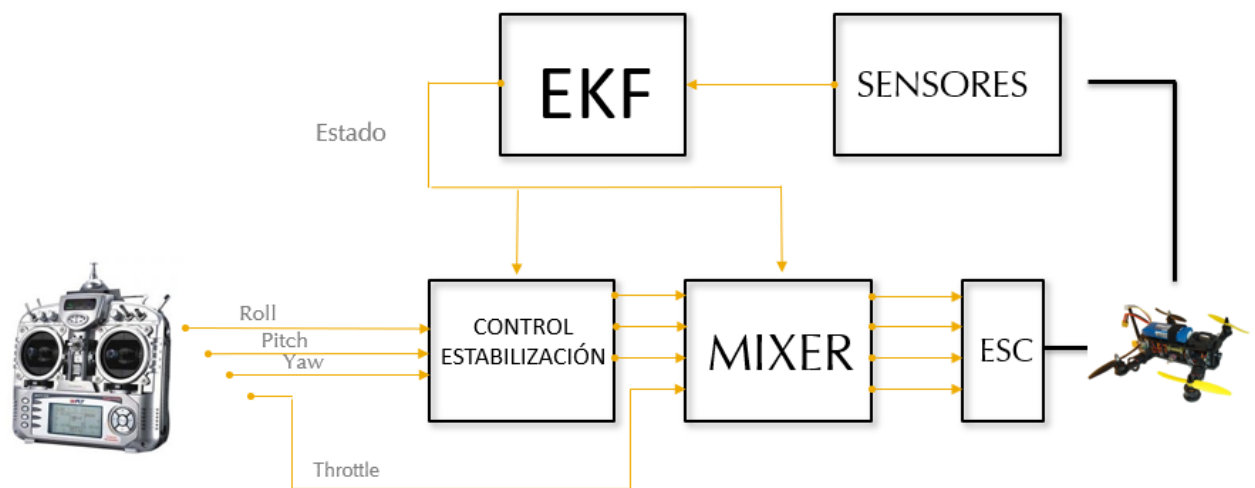 EKF
SENSORES
Estado
Roll
Pitch
Yaw
Throttle
CONTROL
ESTABILIZACIÓN
MIXER
ESC